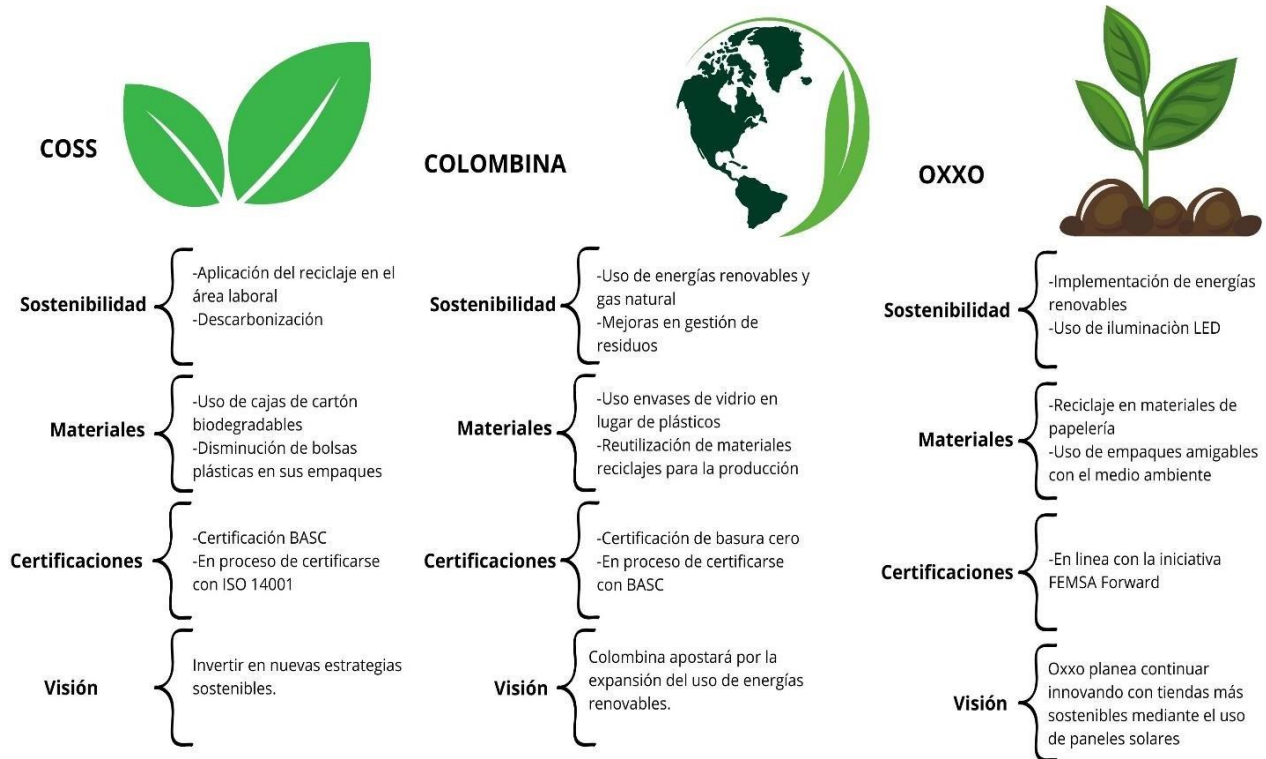 COSS
Sostenibilidad
-Aplicación del reciclaje en el
área laboral
-Descarbonización
Materiales
-Uso de cajas de cartón
biodegradables
-Disminución de bolsas
plásticas en sus empaques
Certificaciones
-Certificación BASC
-En proceso de certificarse
con ISO 14001
Visión
Invertir en nuevas estrategias
sostenibles.
COLOMBINA
Sostenibilidad
-Uso de energías renovables y
gas natural
-Mejoras en gestión de
residuos
Materiales
-Uso envases de vidrio en
lugar de plásticos
-Reutilización de materiales
reciclajes para la producción
Certificaciones
-Certificación de basura cero
-En proceso de certificarse
con BASC
Visión
Colombina apostará por la
expansión del uso de energías
renovables.
OXXO
Sostenibilidad
-Implementación de energías
renovables
-Uso de iluminaciòn LED
Materiales
-Reciclaje en materiales de
papelería
-Uso de empaques amigables
con el medio ambiente
Certificaciones
-En linea con la iniciativa
FEMSA Forward
Visión
Oxxo planea continuar
innovando con tiendas más
sostenibles mediante el uso
de paneles solares